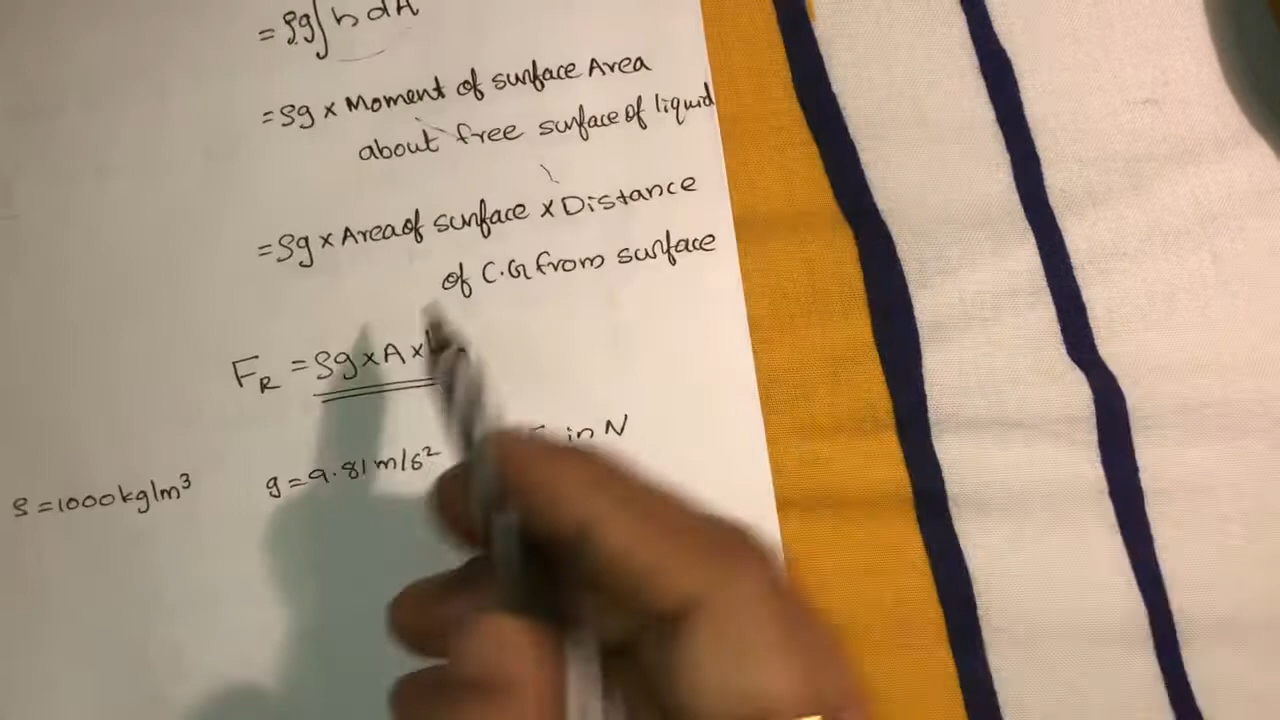 = ρg∫h dA
= ρg × Moment of surface Area
about free surface of liquid
= ρg × Area of surface × Distance
of C.G from surface
F_R = ρg × A ×
ρ = 1000 kg/m³ g = 9.81 m/s² in N